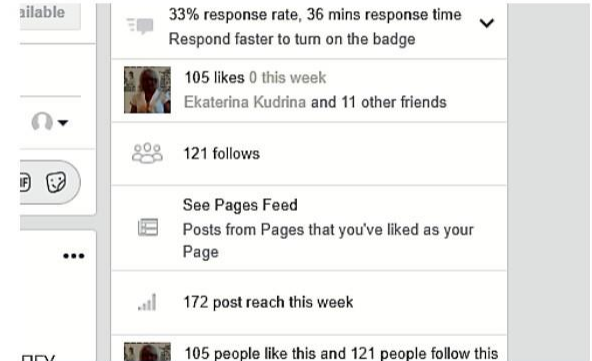 ailable
33% response rate, 36 mins response time
Respond faster to turn on the badge
105 likes 0 this week
Ekaterina Kudrina and 11 other friends
121 follows
See Pages Feed
Posts from Pages that you've liked as your
Page
172 post reach this week
105 people like this and 121 people follow this